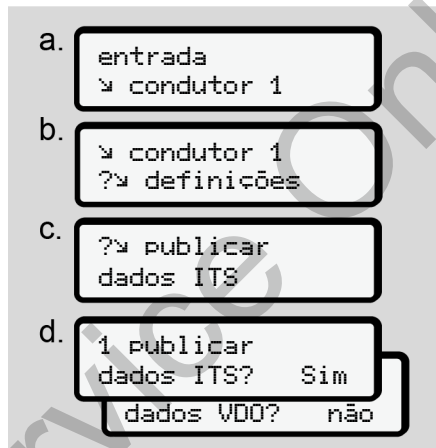 a.
entrada
↘ condutor 1
b.
↘ condutor 1
?↘ definições
c.
?↘ publicar
dados ITS
d.
1 publicar
dados ITS? Sim
dados VDO? não